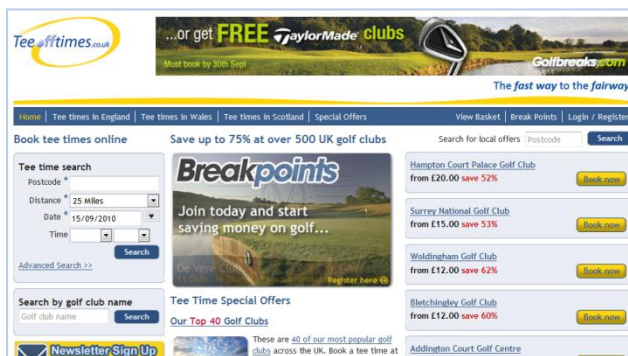 Tee offtimes.co.uk
...or get FREE TaylorMade clubs
Must book by 30th Sept
Golfbreaks.com
The fast way to the fairway
Home | Tee times in England | Tee times in Wales | Tee times in Scotland | Special Offers
View Basket | Break Points | Login / Register
Book tee times online
Tee time search
Postcode *
Distance * 25 Miles
Date * 15/09/2010
Time
Search
Advanced Search >>
Search by golf club name
Golf club name Search
Newsletter Sign Up
Save up to 75% at over 500 UK golf clubs
Breakpoints
Join today and start
saving money on golf...
Register here
Tee Time Special Offers
Our Top 40 Golf Clubs
These are 40 of our most popular golf
clubs across the UK. Book a tee time at
Search for local offers Postcode Search
Hampton Court Palace Golf Club
from £20.00 save 52% Book now
Surrey National Golf Club
from £15.00 save 53% Book now
Woldingham Golf Club
from £12.00 save 62% Book now
Bletchingley Golf Club
from £12.00 save 60% Book now
Addington Court Golf Centre